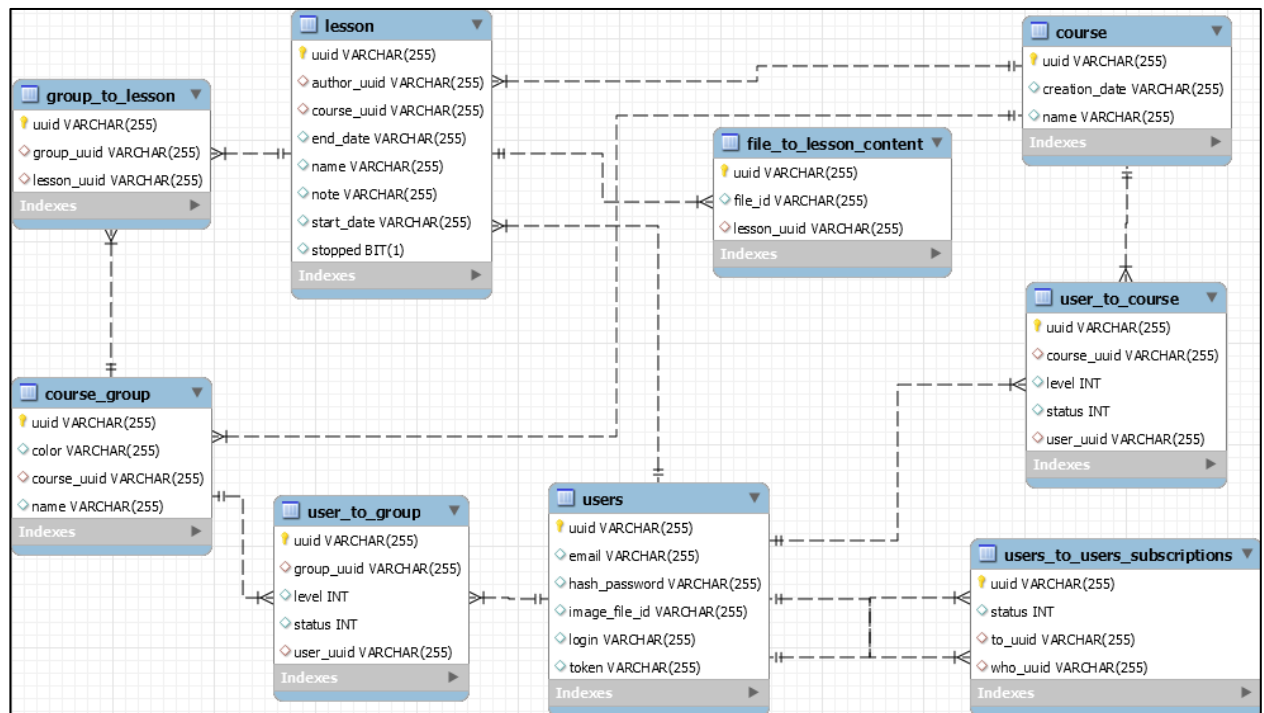 lesson
uuid VARCHAR(255)
author_uuid VARCHAR(255)
course_uuid VARCHAR(255)
end_date VARCHAR(255)
name VARCHAR(255)
note VARCHAR(255)
start_date VARCHAR(255)
stopped BIT(1)
Indexes
course
uuid VARCHAR(255)
creation_date VARCHAR(255)
name VARCHAR(255)
Indexes
group_to_lesson
uuid VARCHAR(255)
group_uuid VARCHAR(255)
lesson_uuid VARCHAR(255)
Indexes
file_to_lesson_content
uuid VARCHAR(255)
file_id VARCHAR(255)
lesson_uuid VARCHAR(255)
Indexes
user_to_course
uuid VARCHAR(255)
course_uuid VARCHAR(255)
level INT
status INT
user_uuid VARCHAR(255)
Indexes
course_group
uuid VARCHAR(255)
color VARCHAR(255)
course_uuid VARCHAR(255)
name VARCHAR(255)
Indexes
user_to_group
uuid VARCHAR(255)
group_uuid VARCHAR(255)
level INT
status INT
user_uuid VARCHAR(255)
Indexes
users
uuid VARCHAR(255)
email VARCHAR(255)
hash_password VARCHAR(255)
image_file_id VARCHAR(255)
login VARCHAR(255)
token VARCHAR(255)
Indexes
users_to_users_subscriptions
uuid VARCHAR(255)
status INT
to_uuid VARCHAR(255)
who_uuid VARCHAR(255)
Indexes